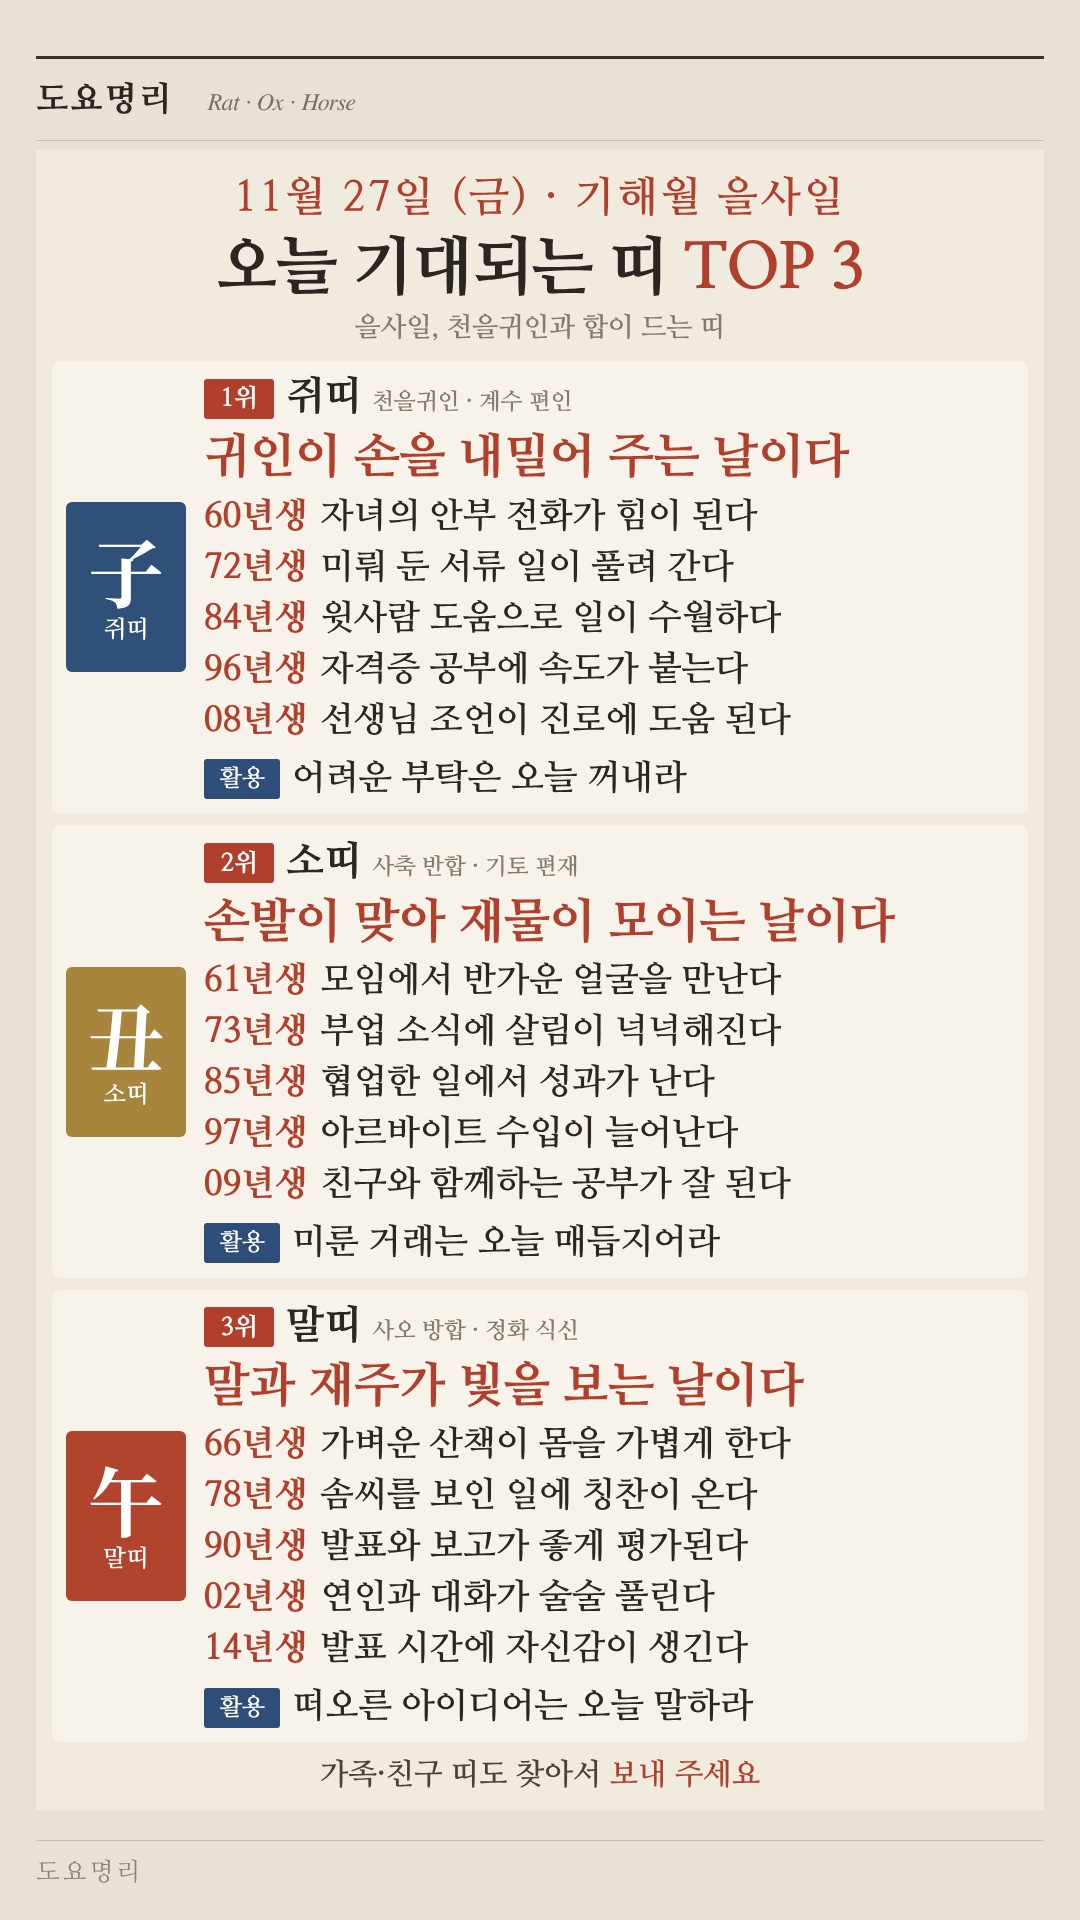 도요명리 Rat · Ox · Horse
11월 27일 (금) · 기해월 을사일
오늘 기대되는 띠 TOP 3
을사일, 천을귀인과 합이 드는 띠
1위 쥐띠 천을귀인 · 계수 편인
귀인이 손을 내밀어 주는 날이다
子
쥐띠
60년생 자녀의 안부 전화가 힘이 된다
72년생 미뤄 둔 서류 일이 풀려 간다
84년생 윗사람 도움으로 일이 수월하다
96년생 자격증 공부에 속도가 붙는다
08년생 선생님 조언이 진로에 도움 된다
활용 어려운 부탁은 오늘 꺼내라
2위 소띠 사축 반합 · 기토 편재
손발이 맞아 재물이 모이는 날이다
丑
소띠
61년생 모임에서 반가운 얼굴을 만난다
73년생 부업 소식에 살림이 넉넉해진다
85년생 협업한 일에서 성과가 난다
97년생 아르바이트 수입이 늘어난다
09년생 친구와 함께하는 공부가 잘 된다
활용 미룬 거래는 오늘 매듭지어라
3위 말띠 사오 방합 · 정화 식신
말과 재주가 빛을 보는 날이다
午
말띠
66년생 가벼운 산책이 몸을 가볍게 한다
78년생 솜씨를 보인 일에 칭찬이 온다
90년생 발표와 보고가 좋게 평가된다
02년생 연인과 대화가 술술 풀린다
14년생 발표 시간에 자신감이 생긴다
활용 떠오른 아이디어는 오늘 말하라
가족·친구 띠도 찾아서 보내 주세요
도요명리